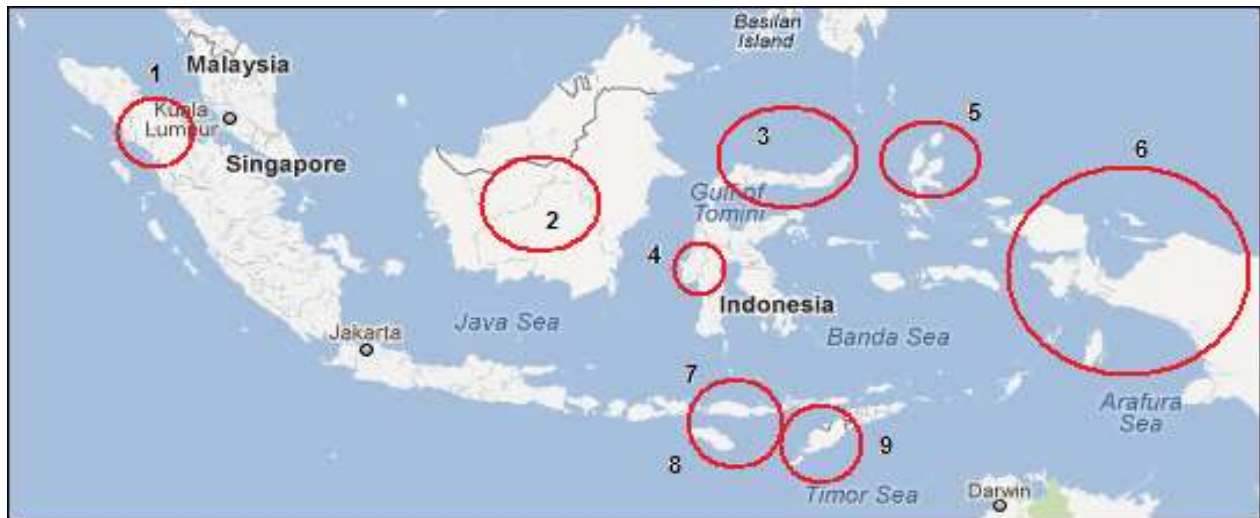 Basilan
Island
1
Malaysia
Kuala
Lumpur
Singapore
2
3
Gulf of
Tomini
4
5
6
Indonesia
Java Sea
Banda Sea
Jakarta
7
8
9
Arafura
Sea
Timor Sea
Darwin